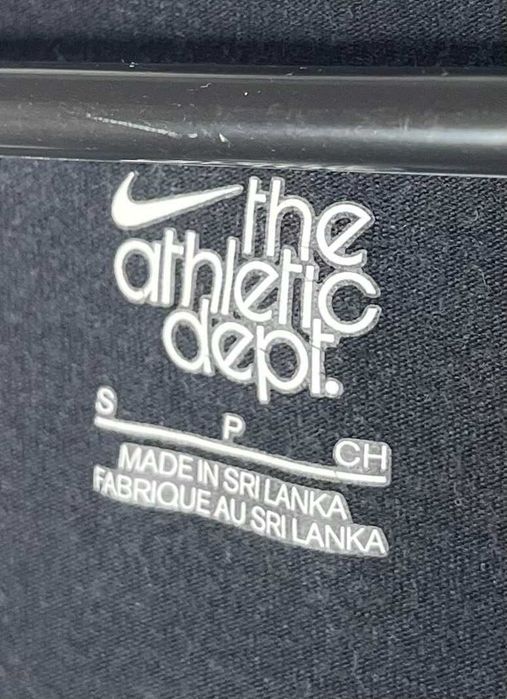 the
athletic
dept.
S P CH
MADE IN SRI LANKA
FABRIQUE AU SRI LANKA